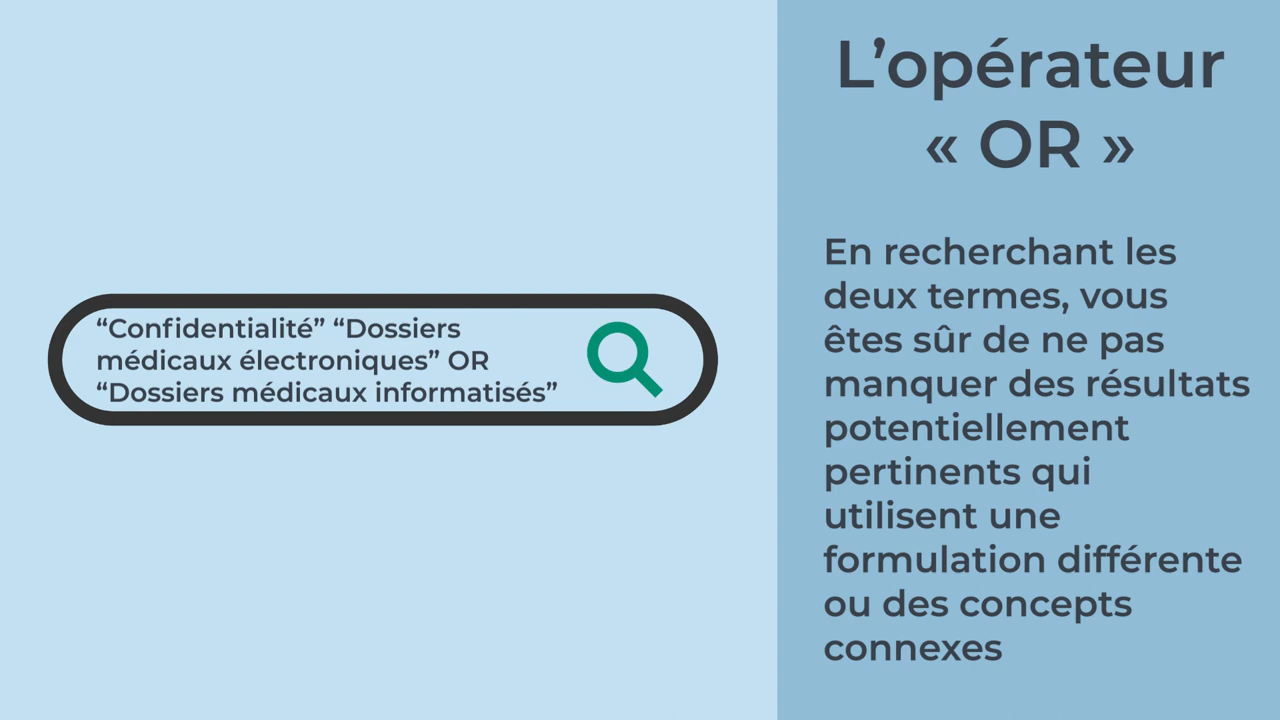 “Confidentialité” “Dossiers
médicaux électroniques” OR
“Dossiers médicaux informatisés”
L’opérateur
« OR »
En recherchant les
deux termes, vous
êtes sûr de ne pas
manquer des résultats
potentiellement
pertinents qui
utilisent une
formulation différente
ou des concepts
connexes